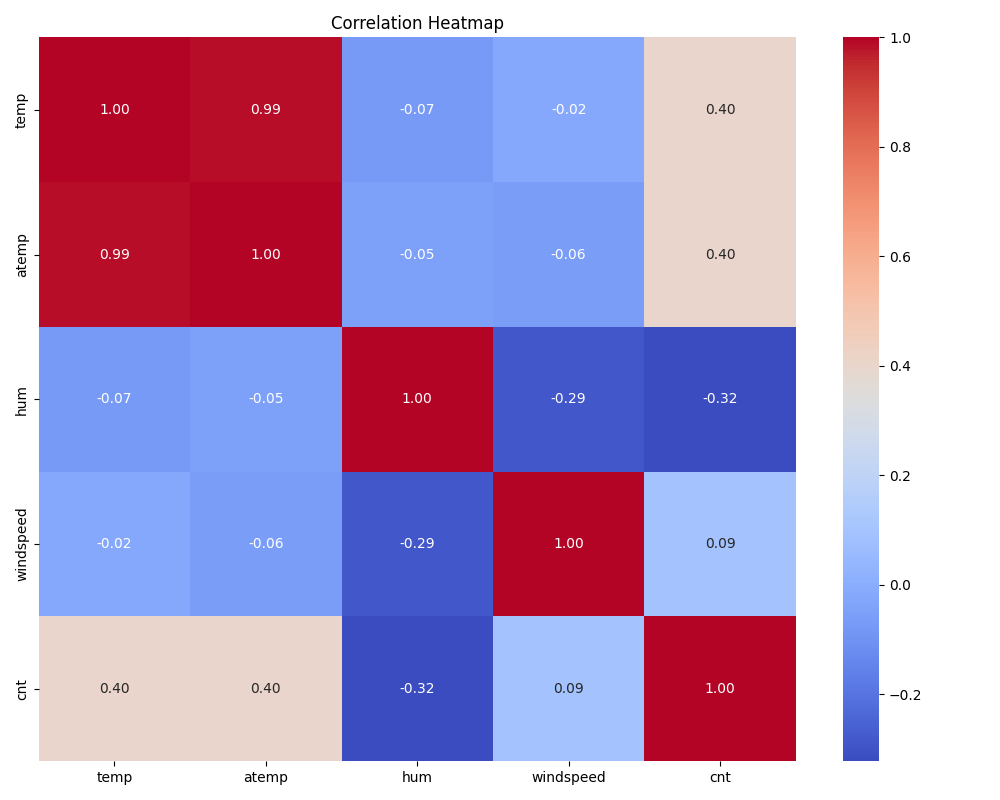 Correlation Heatmap
temp 1.00 0.99 -0.07 -0.02 0.40
atemp 0.99 1.00 -0.05 -0.06 0.40
hum -0.07 -0.05 1.00 -0.29 -0.32
windspeed -0.02 -0.06 -0.29 1.00 0.09
cnt 0.40 0.40 -0.32 0.09 1.00
temp atemp hum windspeed cnt
1.0
0.8
0.6
0.4
0.2
0.0
−0.2